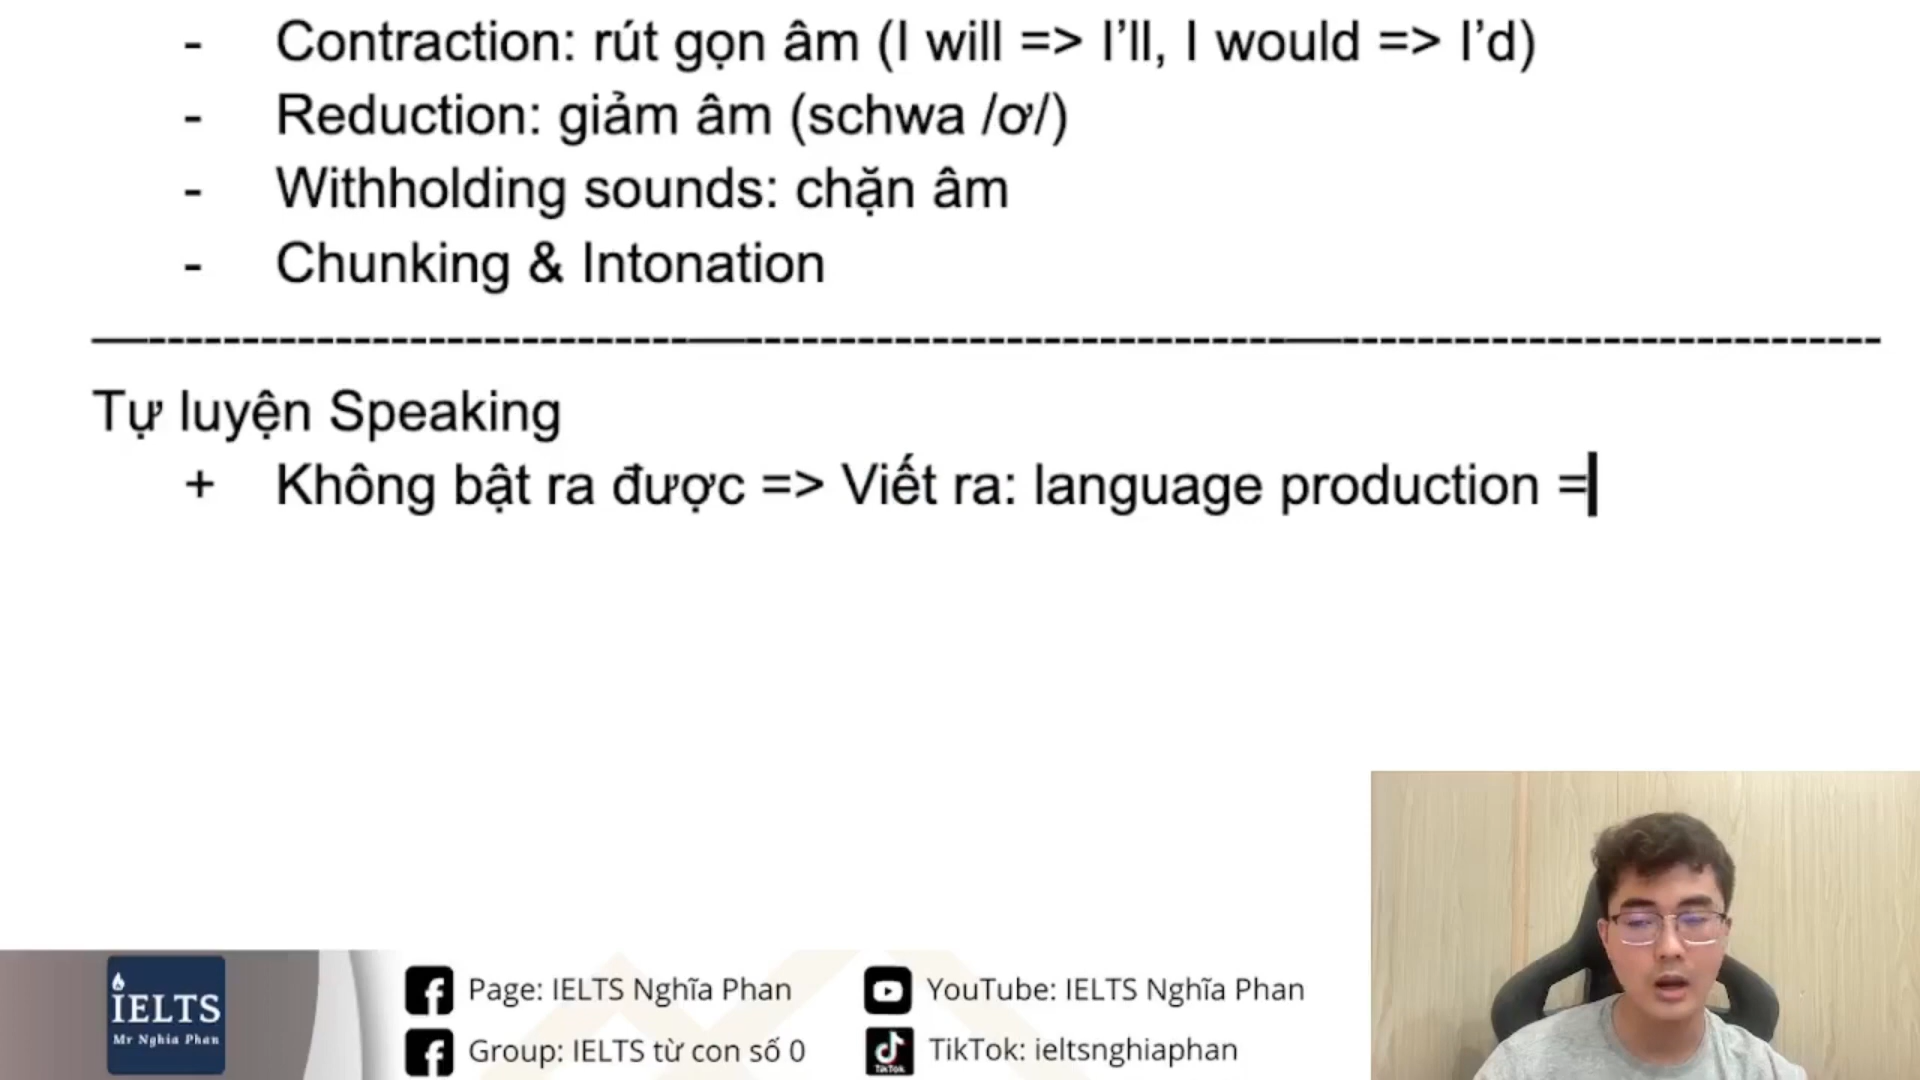 - Contraction: rút gọn âm (I will => I’ll, I would => I’d)
- Reduction: giảm âm (schwa /ơ/)
- Withholding sounds: chặn âm
- Chunking & Intonation
Tự luyện Speaking
+ Không bật ra được => Viết ra: language production =
IELTS
Mr Nghia Phan
Page: IELTS Nghĩa Phan
YouTube: IELTS Nghĩa Phan
Group: IELTS từ con số 0
TikTok
TikTok: ieltsnghiaphan